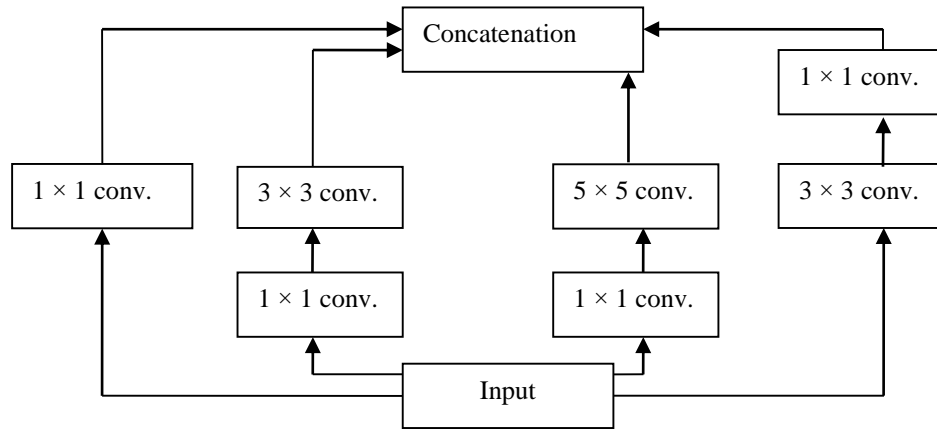 Concatenation
1 × 1 conv.
1 × 1 conv.
3 × 3 conv.
5 × 5 conv.
3 × 3 conv.
1 × 1 conv.
1 × 1 conv.
Input